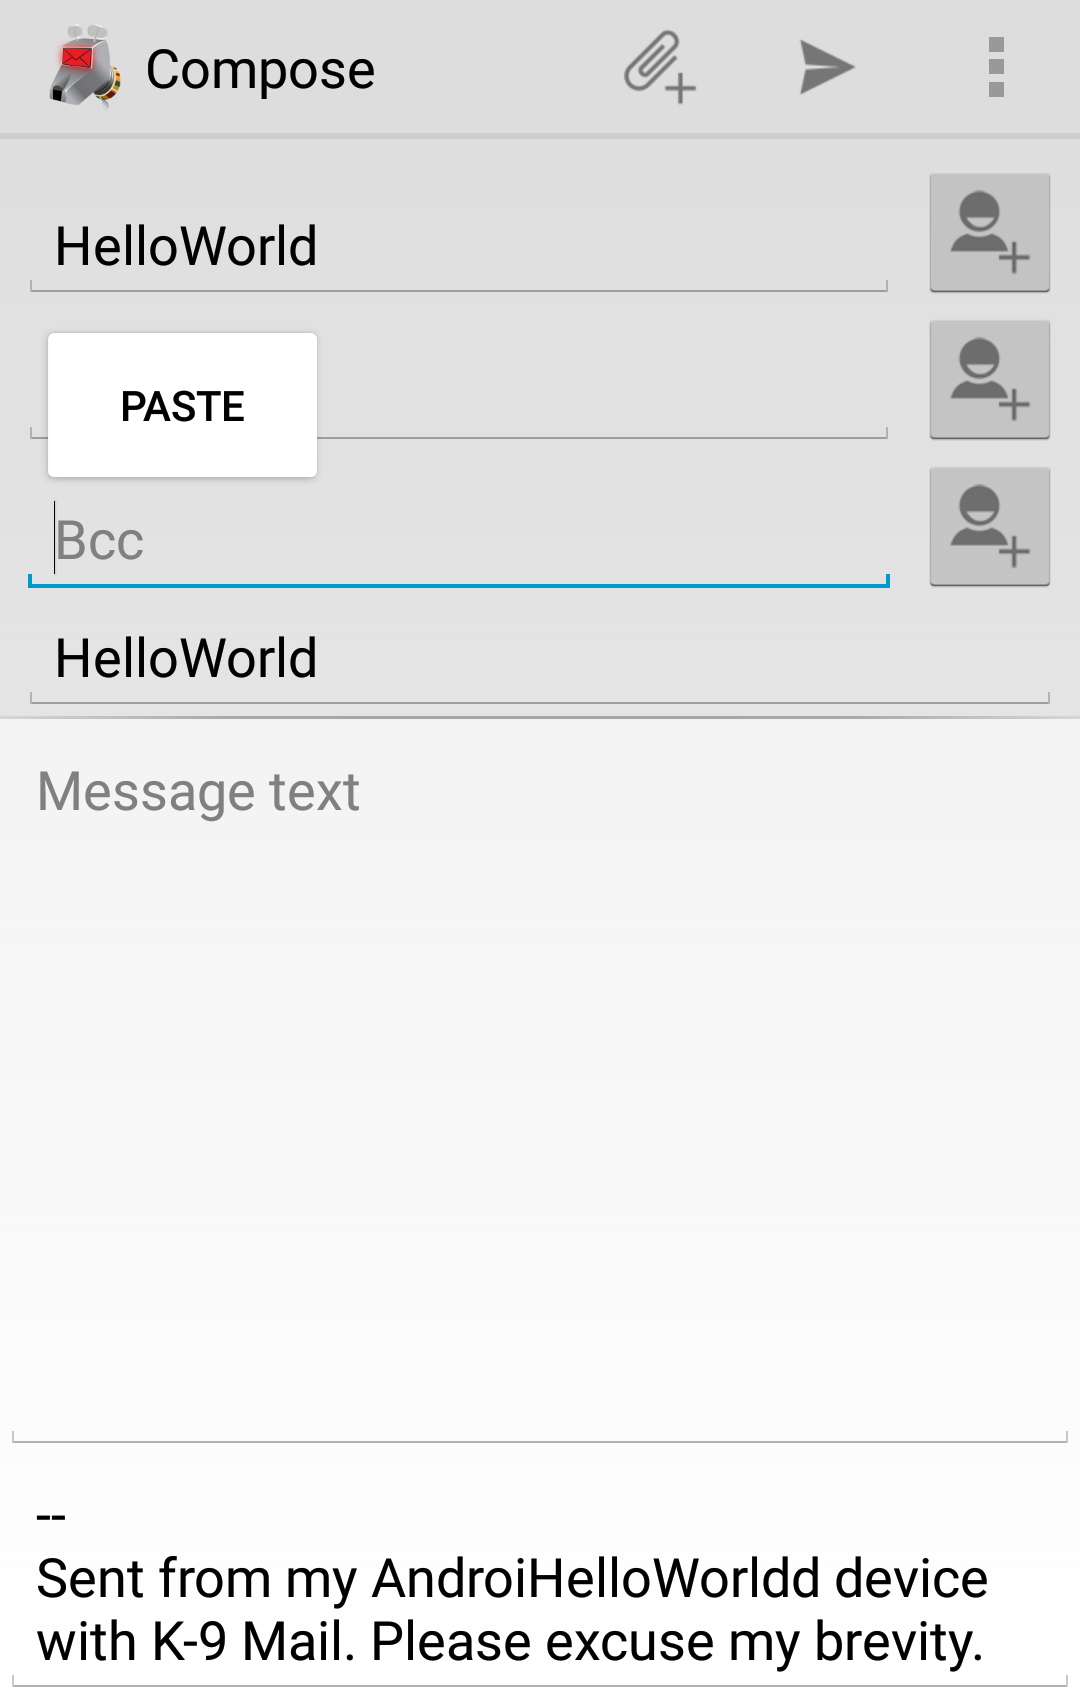 Compose
HelloWorld
PASTE
Bcc
HelloWorld
Message text
--
Sent from my AndroiHelloWorldd device
with K-9 Mail. Please excuse my brevity.